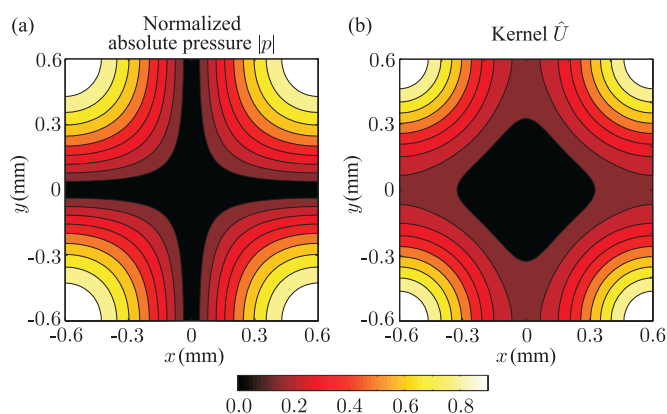 (a) Normalized
absolute pressure |p|
(b) Kernel Û
0.6
0.3
0
-0.3
-0.6
y (mm)
-0.6 -0.3 0 0.3 0.6
x (mm)
0.6
0.3
0
-0.3
-0.6
y (mm)
-0.6 -0.3 0 0.3 0.6
x (mm)
0.0 0.2 0.4 0.6 0.8